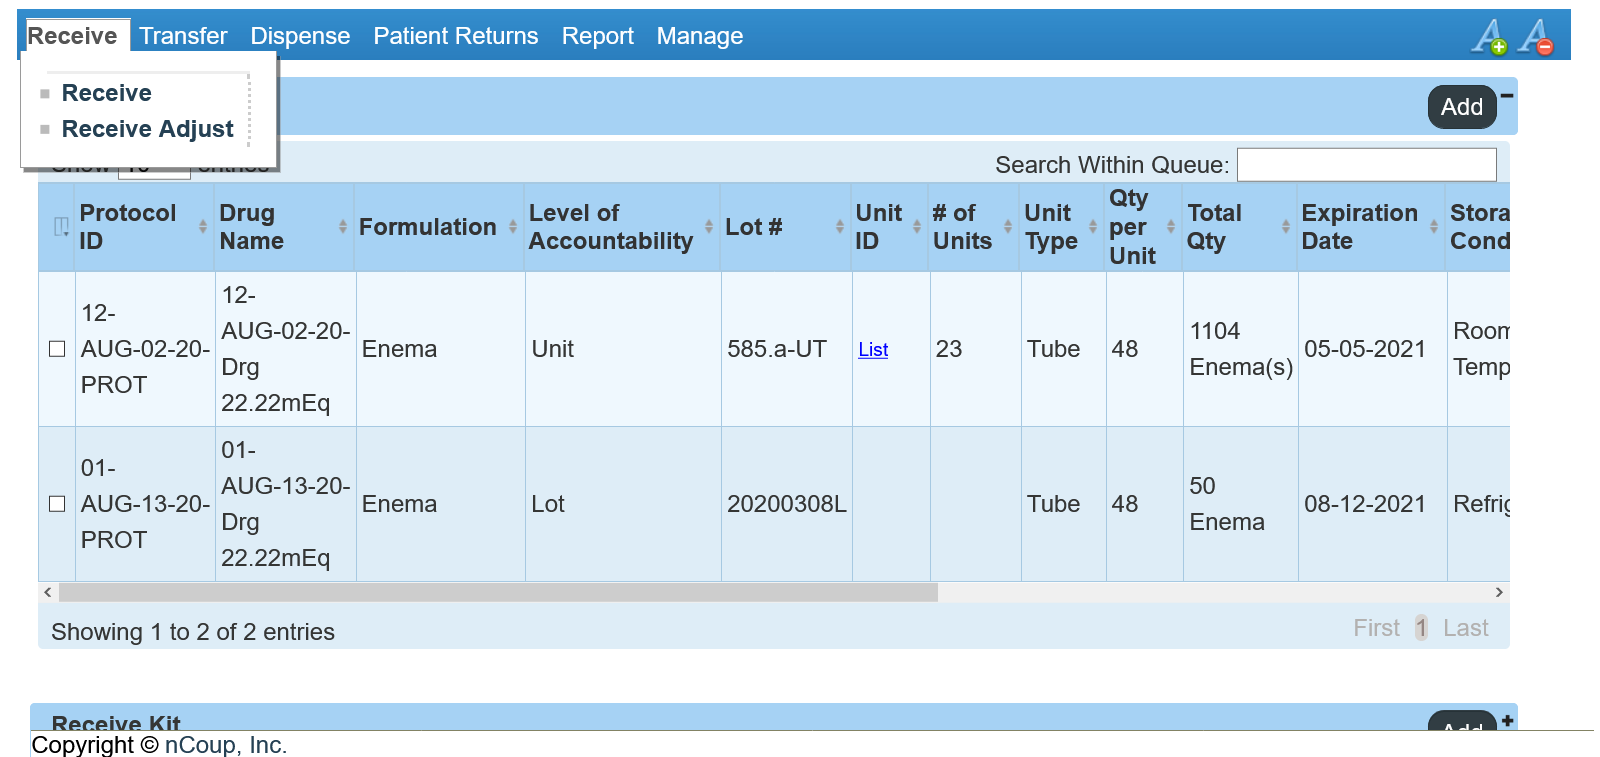 Receive Transfer Dispense Patient Returns Report Manage
Receive
Receive Adjust
Add
Search Within Queue:
Protocol ID
Drug Name
Formulation
Level of Accountability
Lot #
Unit ID
# of Units
Unit Type
Qty per Unit
Total Qty
Expiration Date
Stora
Cond
12-
AUG-02-20-
PROT
12-
AUG-02-20-
Drg
22.22mEq
Enema
Unit
585.a-UT
List
23
Tube
48
1104
Enema(s)
05-05-2021
Room
Temp
01-
AUG-13-20-
PROT
01-
AUG-13-20-
Drg
22.22mEq
Enema
Lot
20200308L
Tube
48
50
Enema
08-12-2021
Refrig
Showing 1 to 2 of 2 entries
First 1 Last
Receive Kit
Add
Copyright © nCoup, Inc.